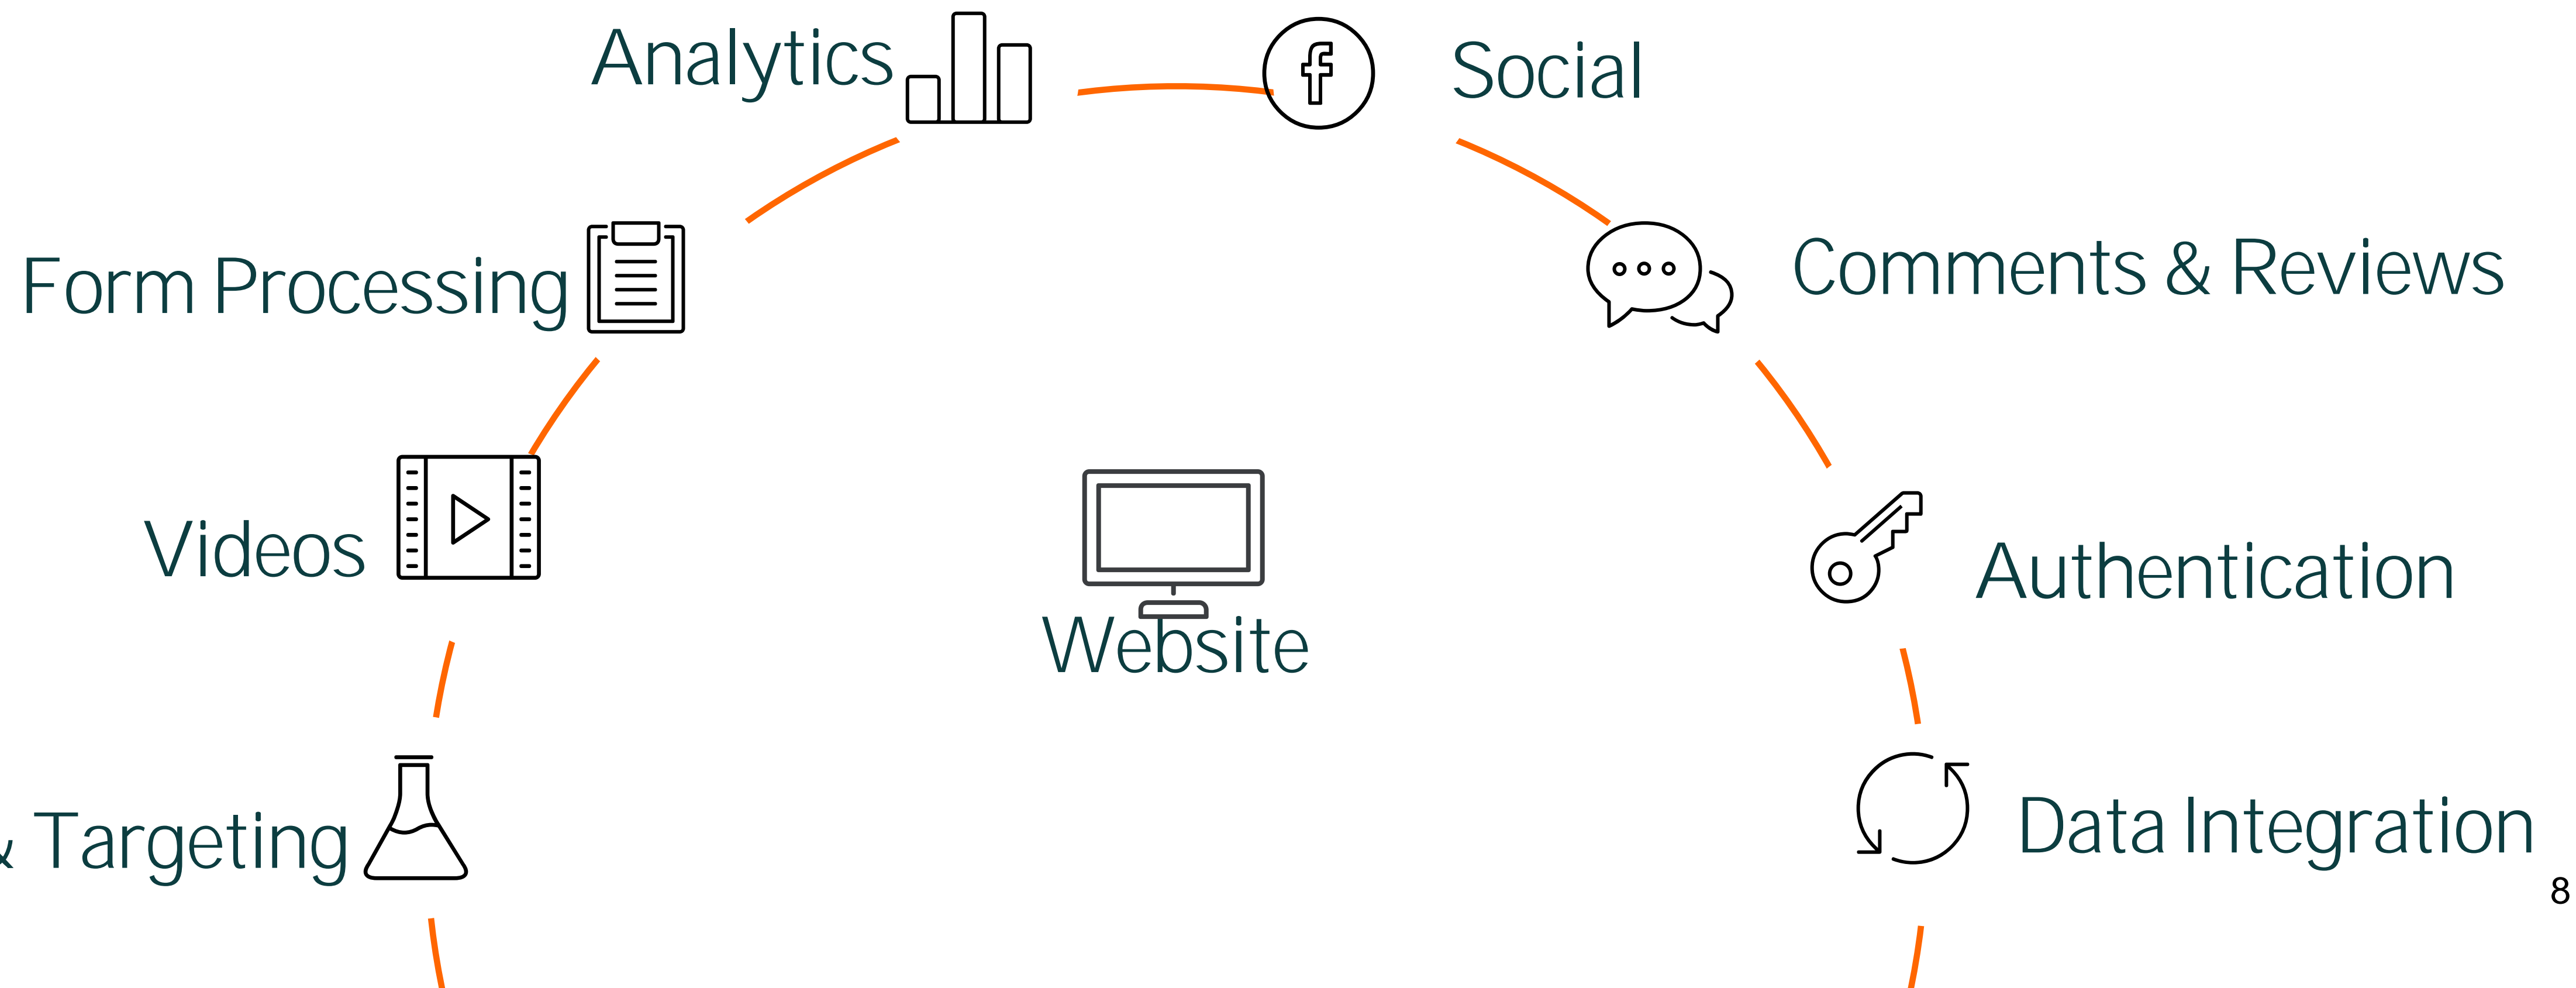 Analytics
Social
Form Processing
Comments & Reviews
Videos
Authentication
Website
& Targeting
Data Integration
8